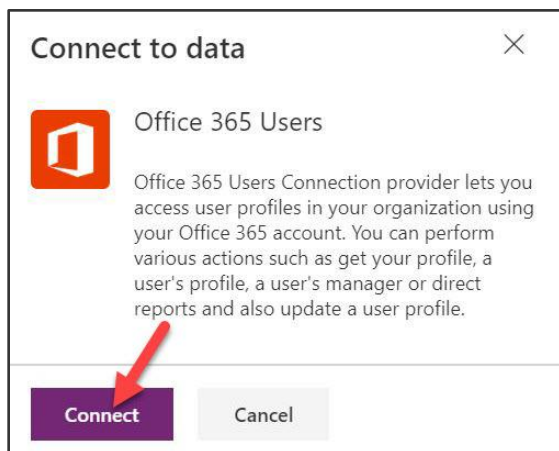 Connect to data
Office 365 Users
Office 365 Users Connection provider lets you
access user profiles in your organization using
your Office 365 account. You can perform
various actions such as get your profile, a
user's profile, a user's manager or direct
reports and also update a user profile.
Connect
Cancel